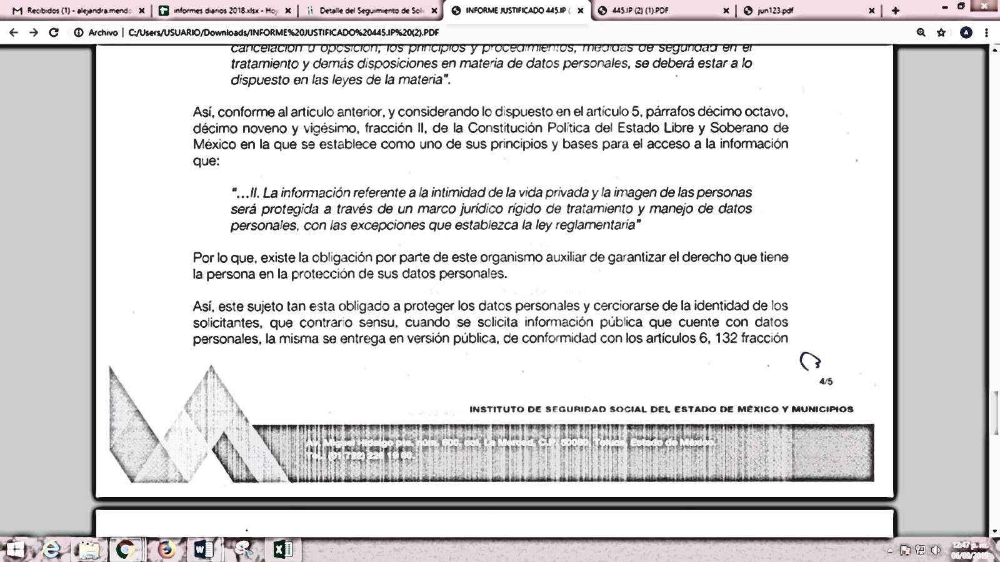 Recibidos (1) - alejandra.mendo
informes diarios 2018.xlsx - Hoj
Detalle del Seguimiento de Soli
INFORME JUSTIFICADO 445.IP (
445.IP (2) (1).PDF
jun123.pdf
Archivo | C:/Users/USUARIO/Downloads/INFORME%20JUSTIFICADO%20445.IP%20(2).PDF
A
cancelación u oposición; los principios y procedimientos, medidas de seguridad en el
tratamiento y demás disposiciones en materia de datos personales, se deberá estar a lo
dispuesto en las leyes de la materia".
Así, conforme al artículo anterior, y considerando lo dispuesto en el artículo 5, párrafos décimo octavo,
décimo noveno y vigésimo, fracción II, de la Constitución Política del Estado Libre y Soberano de
México en la que se establece como uno de sus principios y bases para el acceso a la información
que:
"...II. La información referente a la intimidad de la vida privada y la imagen de las personas
será protegida a través de un marco jurídico rígido de tratamiento y manejo de datos
personales, con las excepciones que establezca la ley reglamentaria"
Por lo que, existe la obligación por parte de este organismo auxiliar de garantizar el derecho que tiene
la persona en la protección de sus datos personales.
Así, este sujeto tan esta obligado a proteger los datos personales y cerciorarse de la identidad de los
solicitantes, que contrario sensu, cuando se solicita información pública que cuente con datos
personales, la misma se entrega en versión pública, de conformidad con los artículos 6, 132 fracción
4/5
INSTITUTO DE SEGURIDAD SOCIAL DEL ESTADO DE MÉXICO Y MUNICIPIOS
Av. Miguel Hidalgo pte. núm. 600, col. La Merced, C.P. 50080, Toluca, Estado de México.
Tel. (01 722) 226 19 00.
12:47 p. m.
06/09/2019